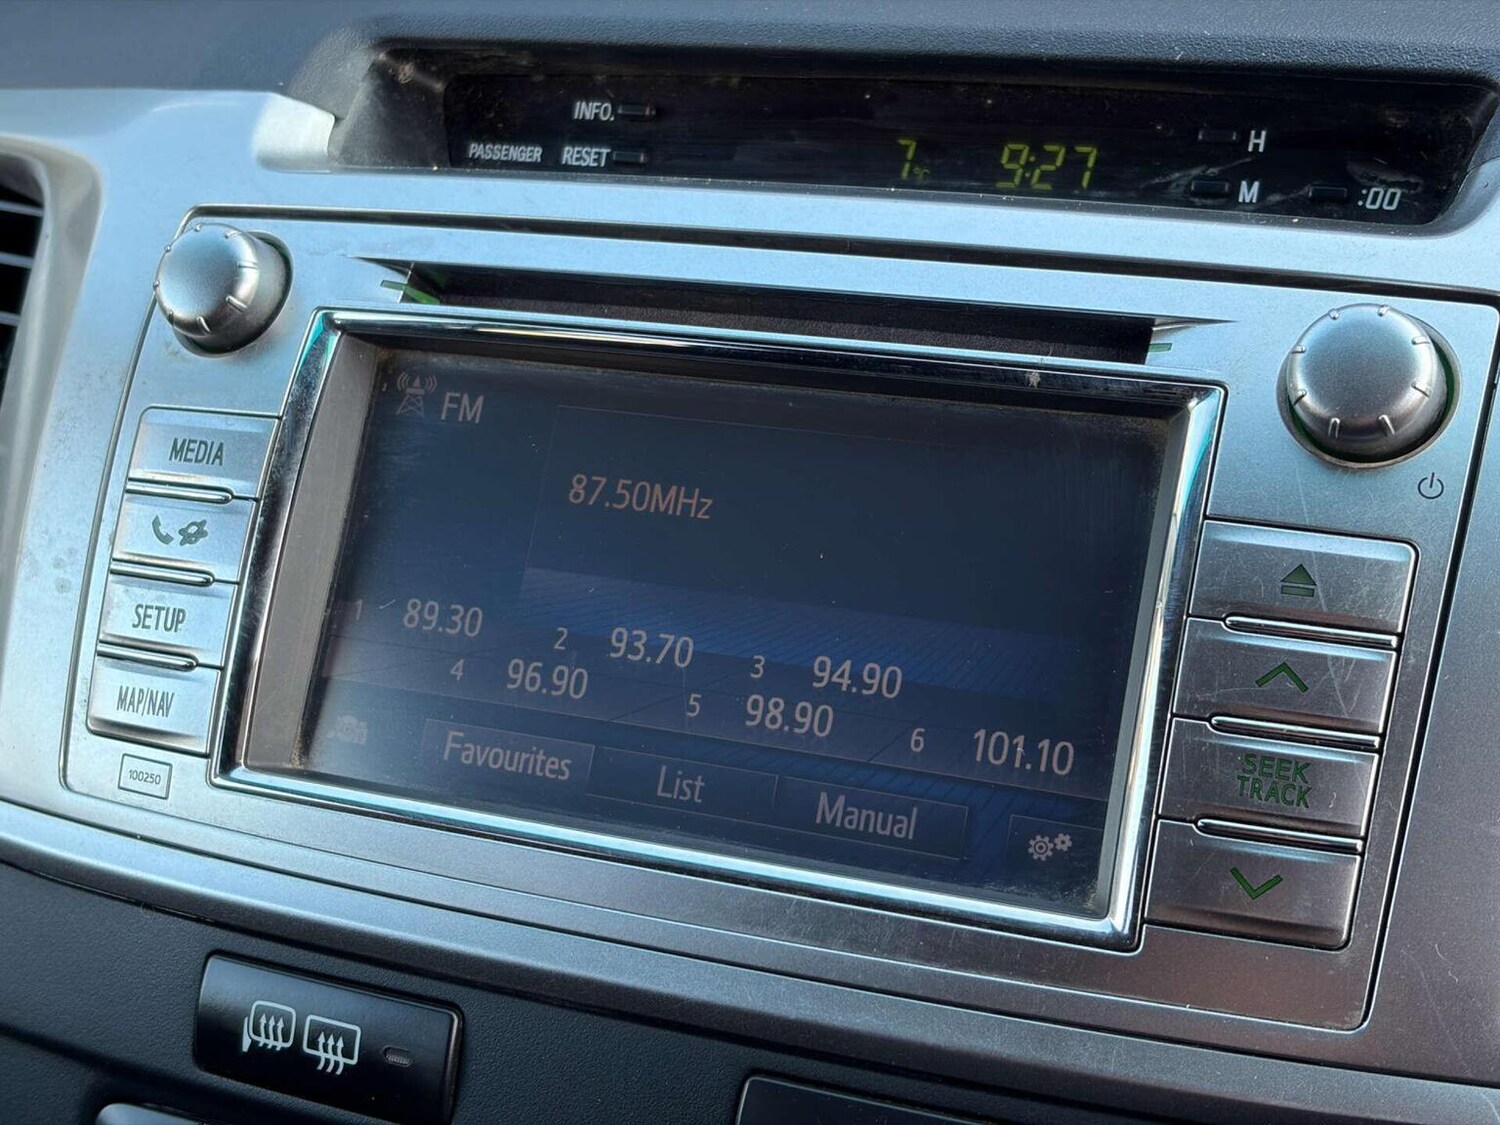 INFO.
PASSENGER RESET
7°C 9:27
H
M :00
FM
87.50MHz
MEDIA
SETUP
MAP/NAV
100250
1 89.30 2 93.70 3 94.90
4 96.90 5 98.90 6 101.10
Favourites List Manual
SEEK
TRACK